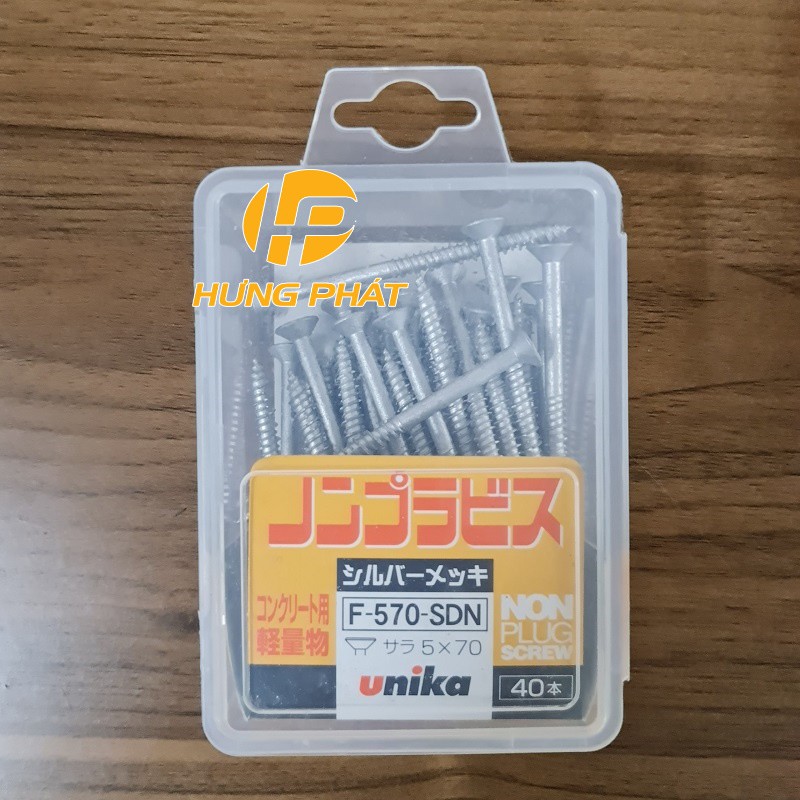 HƯNG PHÁT
ノンプラビス
シルバーメッキ
コンクリート用
軽量物
F-570-SDN
サラ 5×70
unika
NON
PLUG
SCREW
40本